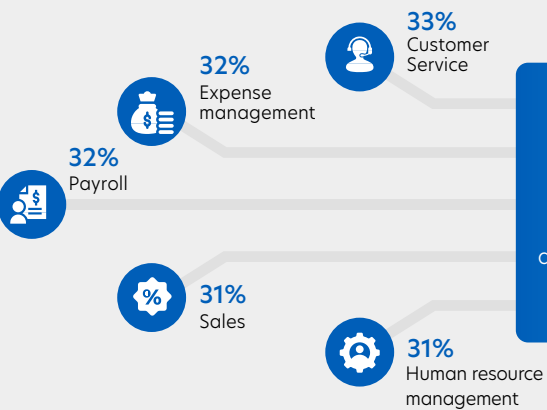 33%
Customer
Service
32%
Expense
management
32%
Payroll
31%
Sales
31%
Human resource
management